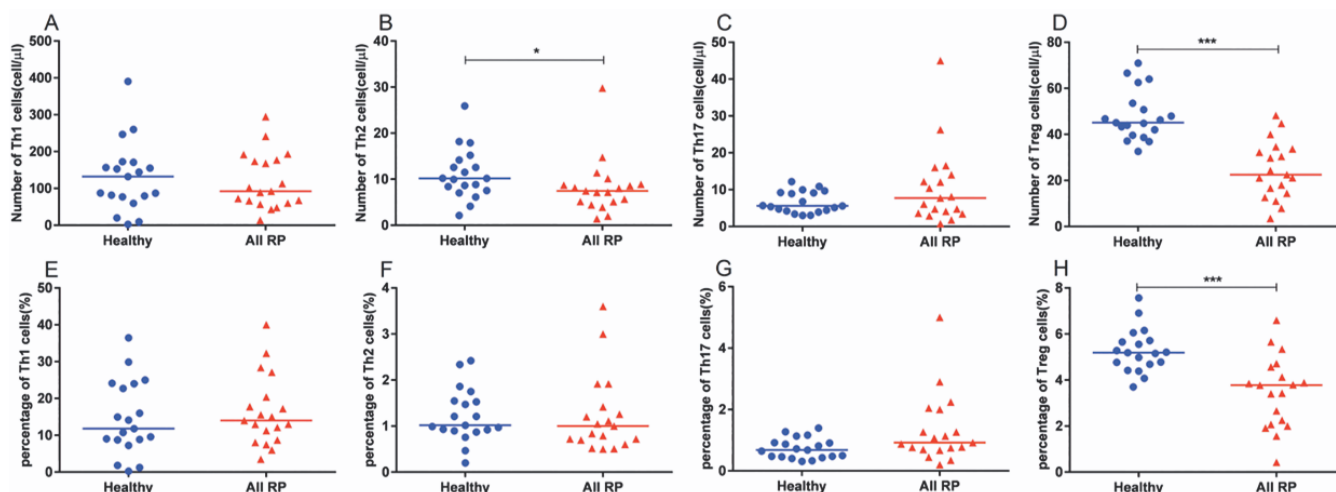 A
Number of Th1 cells(cell/μl)
500
400
300
200
100
0
Healthy
All RP
B
Number of Th2 cells(cell/μl)
40
30
20
10
0
*
Healthy
All RP
C
Number of Th17 cells(cell/μl)
50
40
30
20
10
0
Healthy
All RP
D
Number of Treg cells(cell/μl)
80
60
40
20
0
***
Healthy
All RP
E
percentage of Th1 cells(%)
50
40
30
20
10
0
Healthy
All RP
F
percentage of Th2 cells(%)
4
3
2
1
0
Healthy
All RP
G
percentage of Th17 cells(%)
6
4
2
0
Healthy
All RP
H
percentage of Treg cells(%)
8
6
4
2
0
***
Healthy
All RP